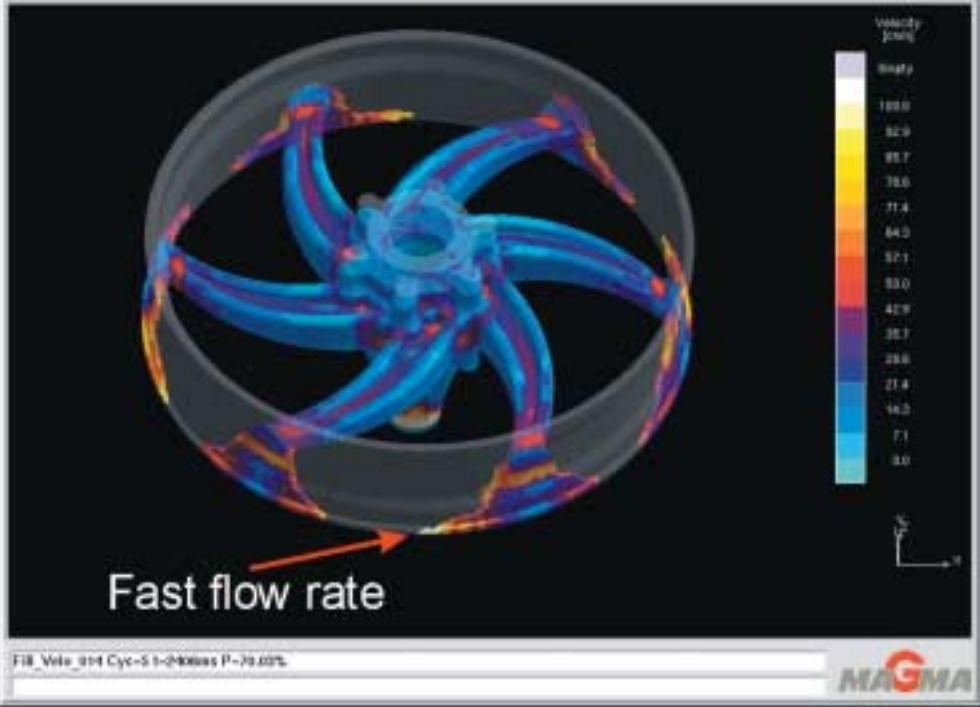 Velocity
[cm/s]
Empty
100.0
92.9
85.7
78.6
71.4
64.3
57.1
50.0
42.9
35.7
28.6
21.4
14.3
7.1
0.0
Fast flow rate
x
MAGMA